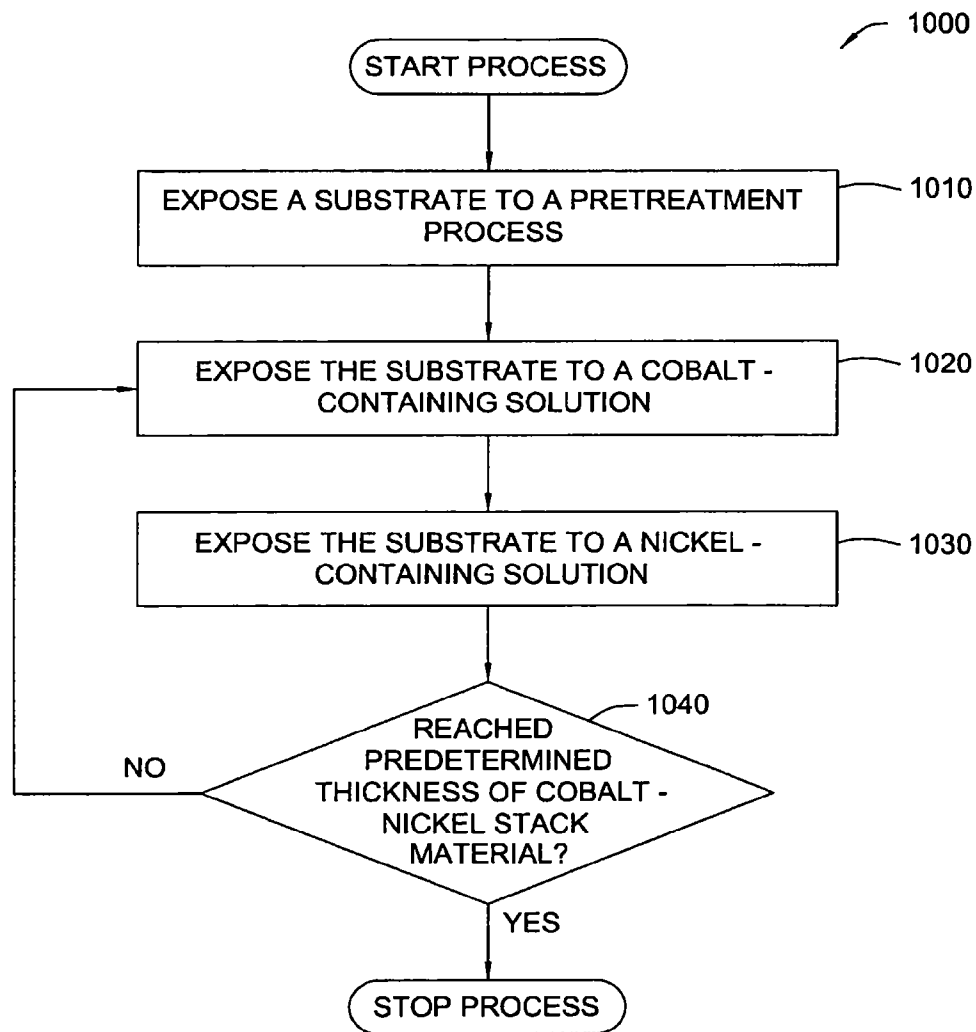 1000
START PROCESS
EXPOSE A SUBSTRATE TO A PRETREATMENT
PROCESS
1010
EXPOSE THE SUBSTRATE TO A COBALT -
CONTAINING SOLUTION
1020
EXPOSE THE SUBSTRATE TO A NICKEL -
CONTAINING SOLUTION
1030
1040
REACHED
PREDETERMINED
THICKNESS OF COBALT -
NICKEL STACK
MATERIAL?
NO
YES
STOP PROCESS